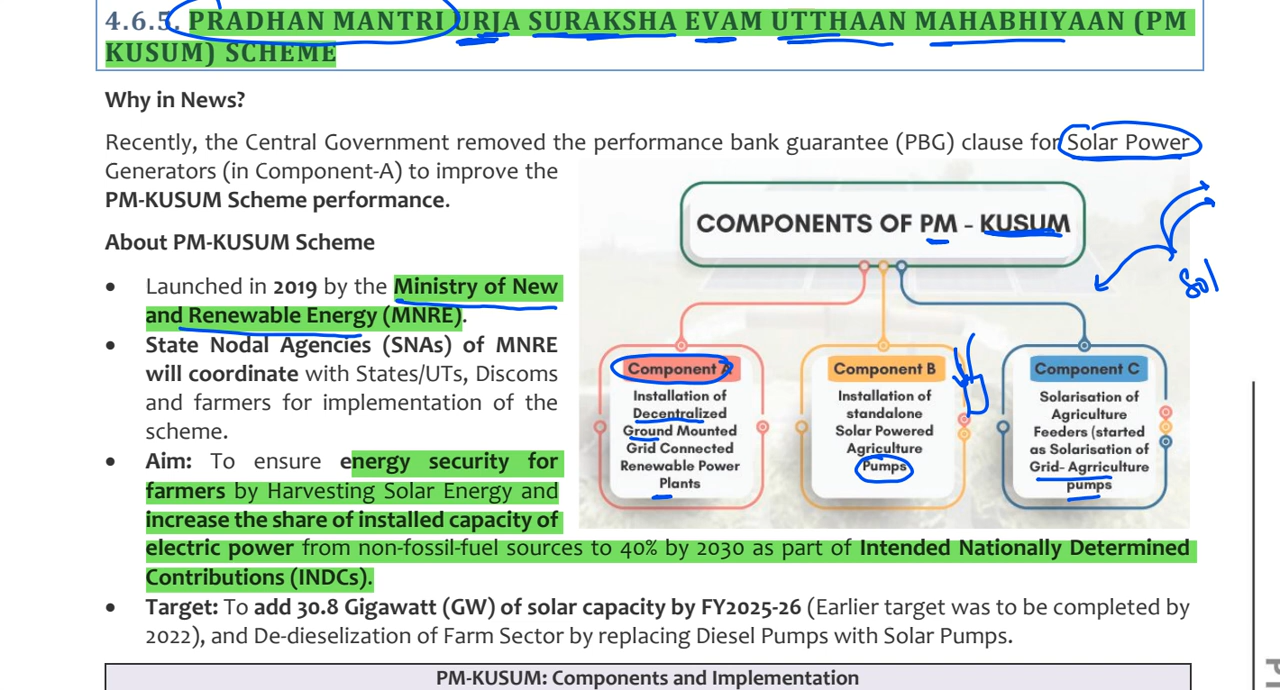 4.6.5. PRADHAN MANTRI URJA SURAKSHA EVAM UTTHAAN MAHABHIYAAN (PM
KUSUM) SCHEME
Why in News?
Recently, the Central Government removed the performance bank guarantee (PBG) clause for Solar Power
Generators (in Component-A) to improve the
PM-KUSUM Scheme performance.
About PM-KUSUM Scheme
• Launched in 2019 by the Ministry of New
and Renewable Energy (MNRE).
• State Nodal Agencies (SNAs) of MNRE
will coordinate with States/UTs, Discoms
and farmers for implementation of the
scheme.
• Aim: To ensure energy security for
farmers by Harvesting Solar Energy and
increase the share of installed capacity of
electric power from non-fossil-fuel sources to 40% by 2030 as part of Intended Nationally Determined
Contributions (INDCs).
• Target: To add 30.8 Gigawatt (GW) of solar capacity by FY2025-26 (Earlier target was to be completed by
2022), and De-dieselization of Farm Sector by replacing Diesel Pumps with Solar Pumps.
COMPONENTS OF PM - KUSUM
Component A
Installation of
Decentralized
Ground Mounted
Grid Connected
Renewable Power
Plants
Component B
Installation of
standalone
Solar Powered
Agriculture
Pumps
Component C
Solarisation of
Agriculture
Feeders (started
as Solarisation of
Grid- Agriculture
pumps
Sol
PM-KUSUM: Components and Implementation